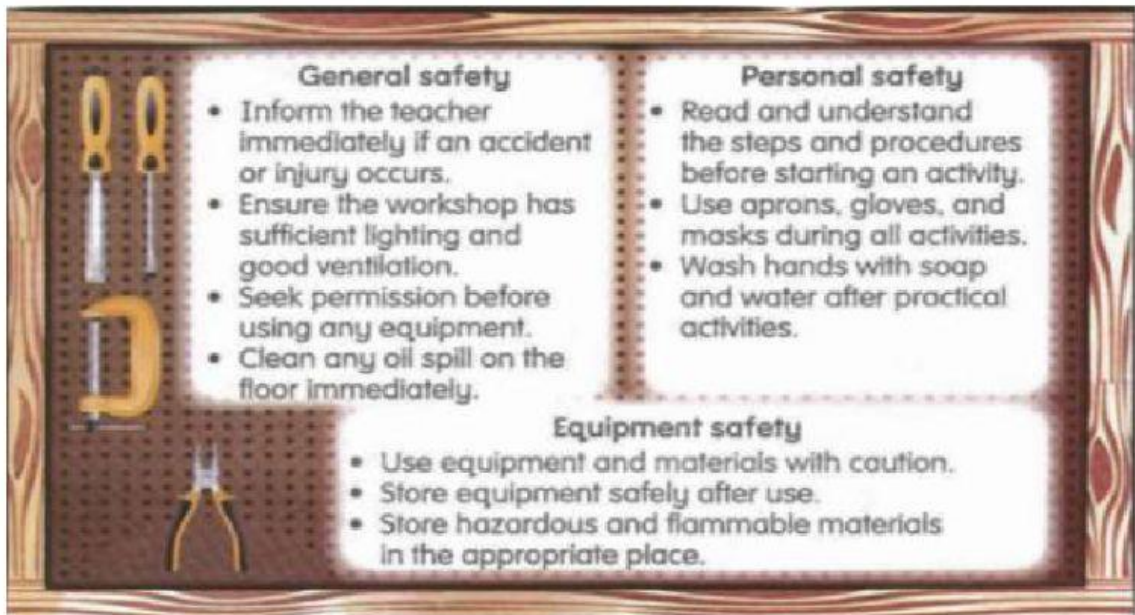 General safety
• Inform the teacher
immediately if an accident
or injury occurs.
• Ensure the workshop has
sufficient lighting and
good ventilation.
• Seek permission before
using any equipment.
• Clean any oil spill on the
floor immediately.
Personal safety
• Read and understand
the steps and procedures
before starting an activity.
• Use aprons, gloves, and
masks during all activities.
• Wash hands with soap
and water after practical
activities.
Equipment safety
• Use equipment and materials with caution.
• Store equipment safely after use.
• Store hazardous and flammable materials
in the appropriate place.